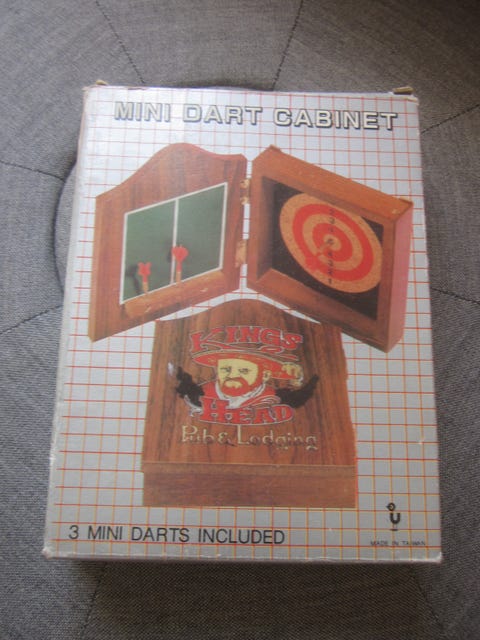 MINI DART CABINET
KINGS
HEAD
Pub & Lodging
3 MINI DARTS INCLUDED
MADE IN TAIWAN